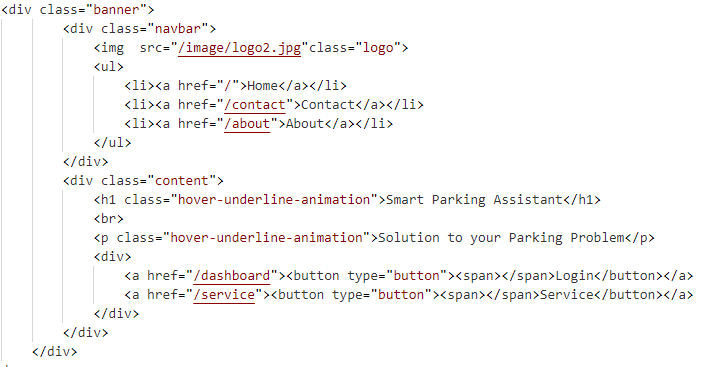 <div class="banner">
<div class="navbar">
<img  src="/image/logo2.jpg"class="logo">
<ul>
<li><a href="/">Home</a></li>
<li><a href="/contact">Contact</a></li>
<li><a href="/about">About</a></li>
</ul>
</div>
<div class="content">
<h1 class="hover-underline-animation">Smart Parking Assistant</h1>
<br>
<p class="hover-underline-animation">Solution to your Parking Problem</p>
<div>
<a href="/dashboard"><button type="button"><span></span>Login</button></a>
<a href="/service"><button type="button"><span></span>Service</button></a>
</div>
</div>
</div>